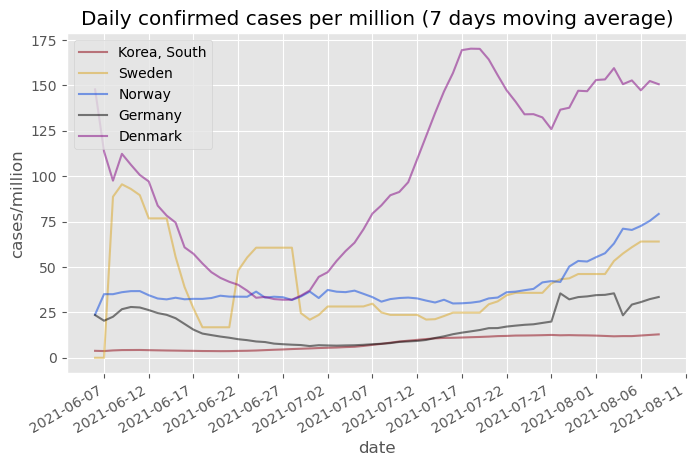 Daily confirmed cases per million (7 days moving average)
175
150
125
100
75
50
25
0
cases/million
Korea, South
Sweden
Norway
Germany
Denmark
2021-06-07
2021-06-12
2021-06-17
2021-06-22
2021-06-27
2021-07-02
2021-07-07
2021-07-12
2021-07-17
2021-07-22
2021-07-27
2021-08-01
2021-08-06
2021-08-11
date